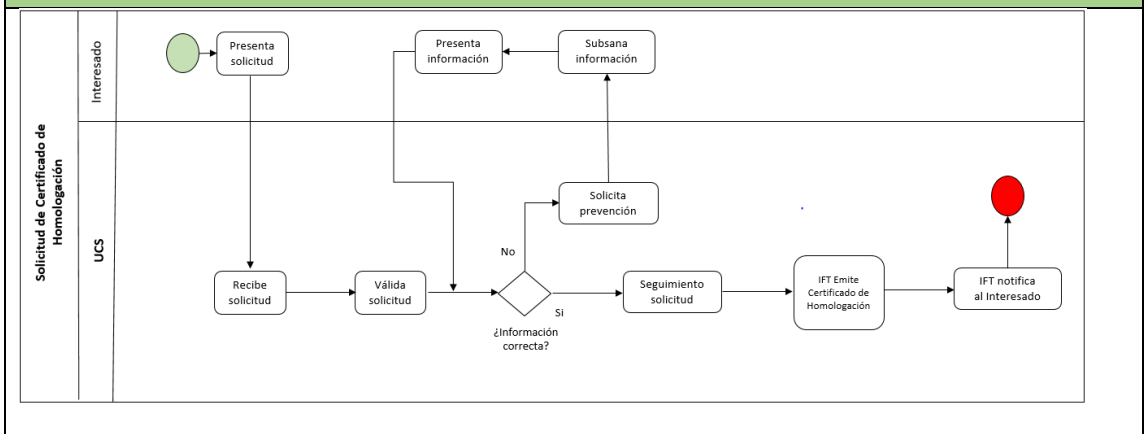 Solicitud de Certificado de
Homologación
Interesado
Presenta
solicitud
Presenta
información
Subsana
información
UCS
Solicita
prevención
No
Recibe
solicitud
Válida
solicitud
¿Información
correcta?
Si
Seguimiento
solicitud
IFT Emite
Certificado de
Homologación
IFT notifica
al Interesado